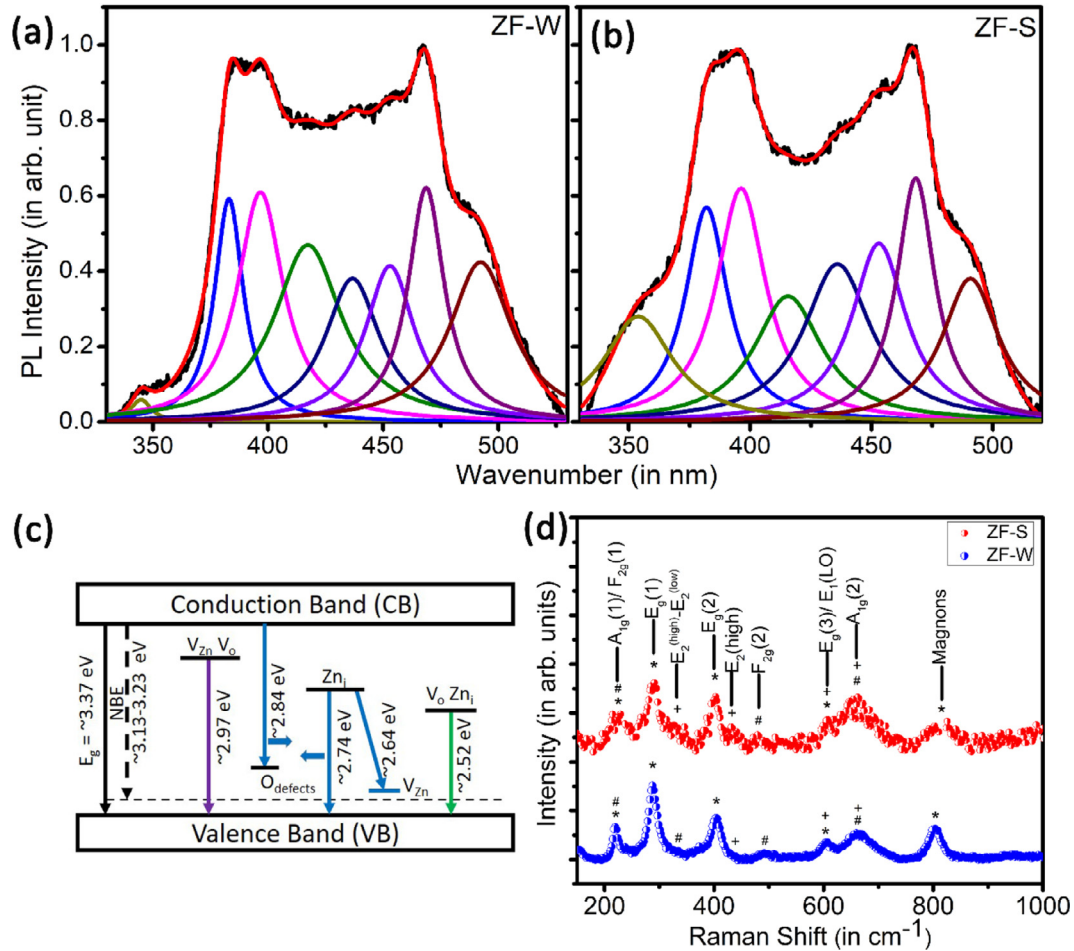 (a)
ZF-W
(b)
ZF-S
PL Intensity (in arb. unit)
1.0
0.8
0.6
0.4
0.2
0.0
350
400
450
500
350
400
450
500
Wavenumber (in nm)
(c)
Conduction Band (CB)
E_g = ~3.37 eV
NBE
~3.13-3.23 eV
V_Zn V_o
~2.97 eV
~2.84 eV
O_defects
Zn_i
~2.74 eV
~2.64 eV
V_Zn
V_o Zn_i
~2.52 eV
Valence Band (VB)
(d)
ZF-S
ZF-W
Intensity (in arb. units)
A_1g(1)/ F_2g(1)
E_g(1)
E_2^(high)-E_2^(low)
E_g(2)
E_2(high)
F_2g(2)
E_g(3)/ E_1(LO)
A_1g(2)
Magnons
# * * + * + # + * + # *
# * * # * + # + * + # *
200
400
600
800
1000
Raman Shift (in cm⁻¹)